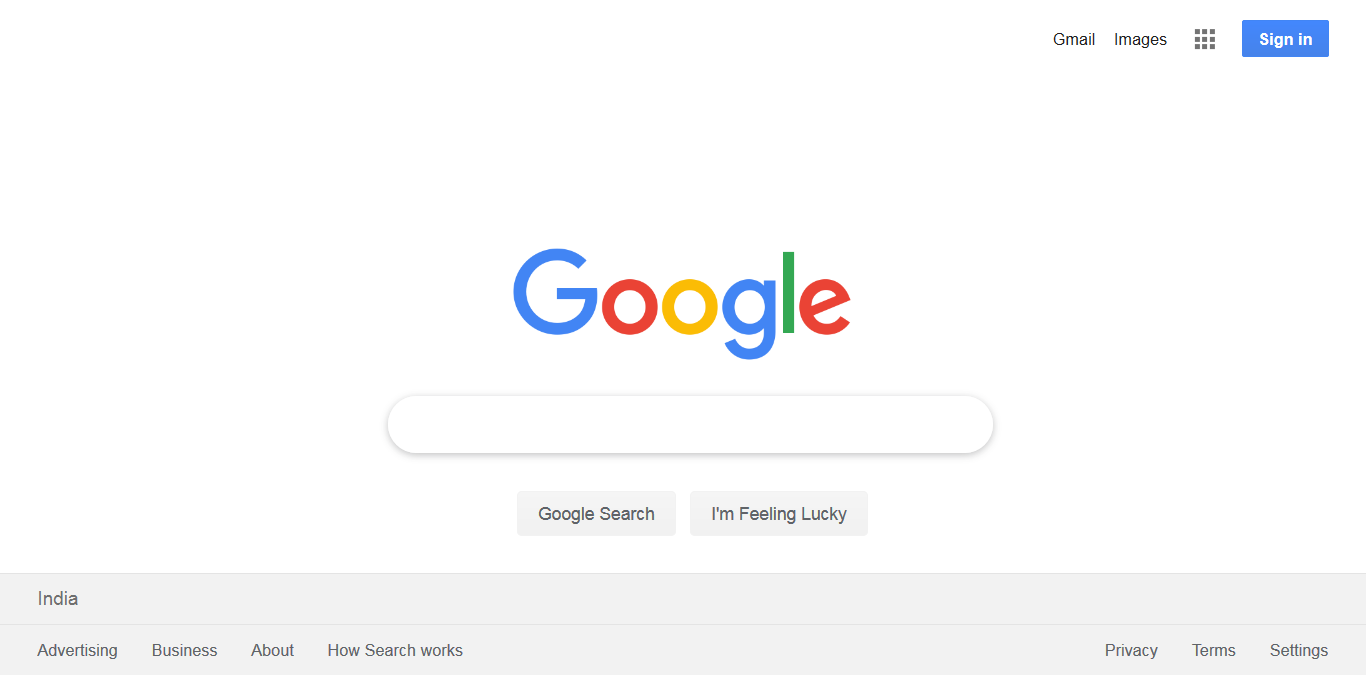 Gmail Images Sign in
Google
Google Search I'm Feeling Lucky
India
Advertising Business About How Search works Privacy Terms Settings